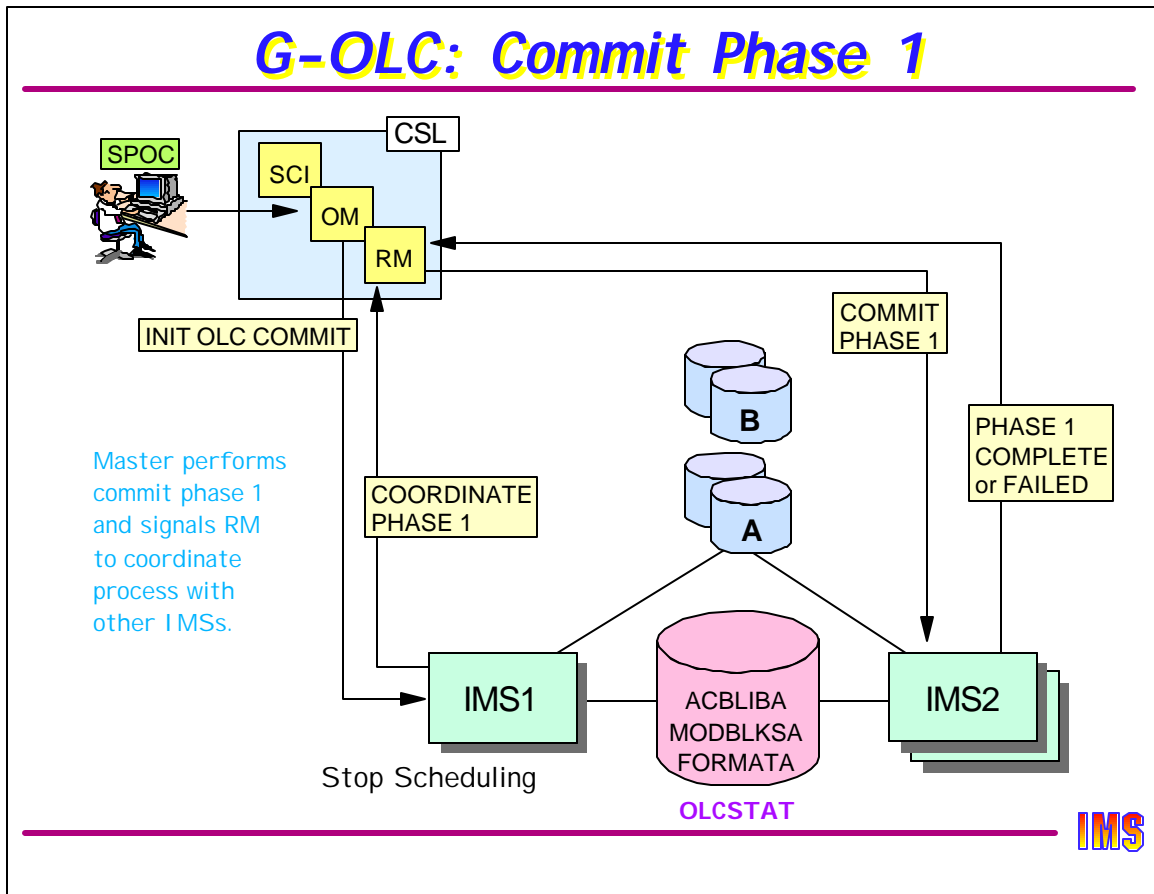 G-OLC: Commit Phase 1
CSL
SPOC
SCI
OM
RM
INIT OLC COMMIT
COMMIT
PHASE 1
B
PHASE 1
COMPLETE
or FAILED
Master performs
commit phase 1
and signals RM
to coordinate
process with
other IMSs.
COORDINATE
PHASE 1
A
IMS1
ACBLIBA
MODBLKSA
FORMATA
IMS2
Stop Scheduling
OLCSTAT
IMS